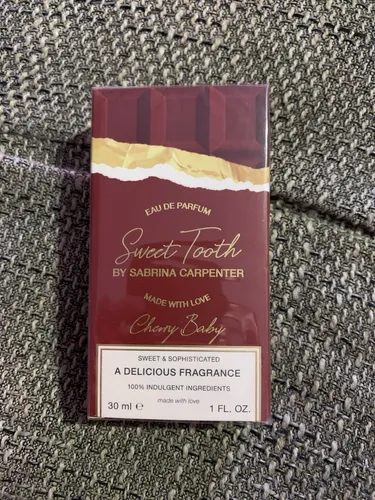 EAU DE PARFUM
Sweet Tooth
BY SABRINA CARPENTER
MADE WITH LOVE
Cherry Baby
SWEET & SOPHISTICATED
A DELICIOUS FRAGRANCE
100% INDULGENT INGREDIENTS
made with love
30 ml ℮ 1 FL. OZ.